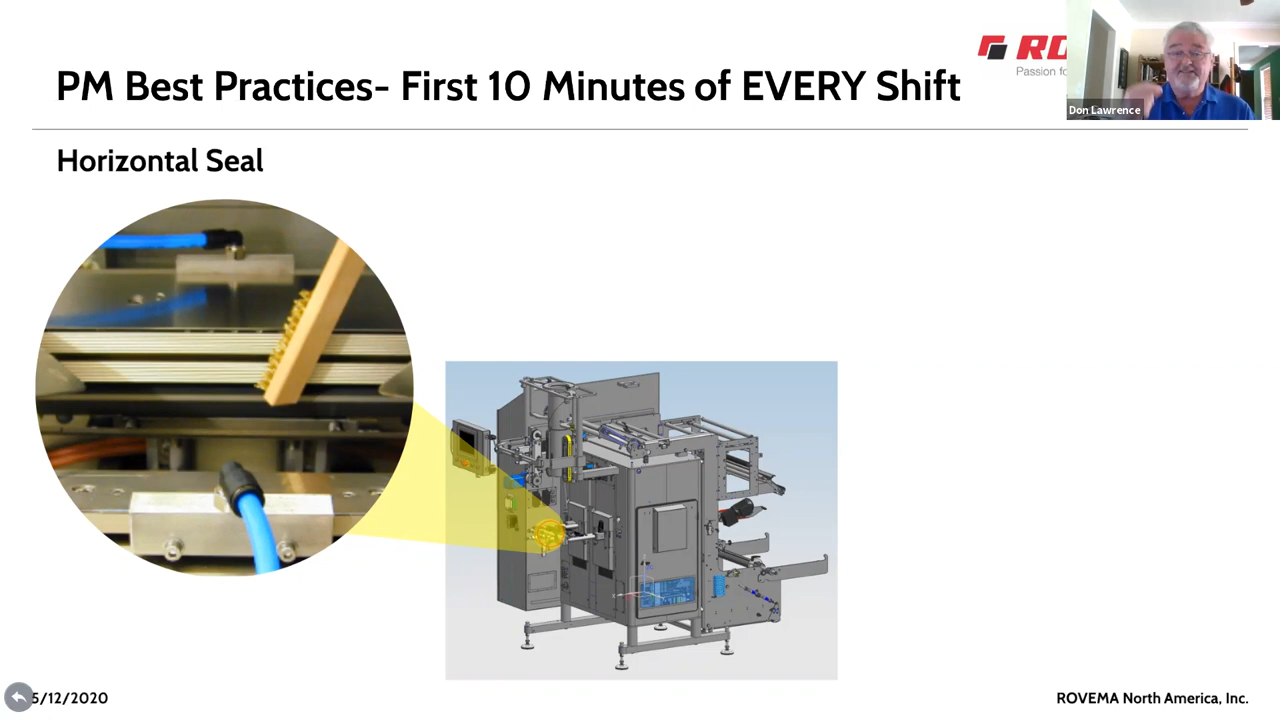 PM Best Practices- First 10 Minutes of EVERY Shift
Passion
Don Lawrence
Horizontal Seal
5/12/2020
ROVEMA North America, Inc.